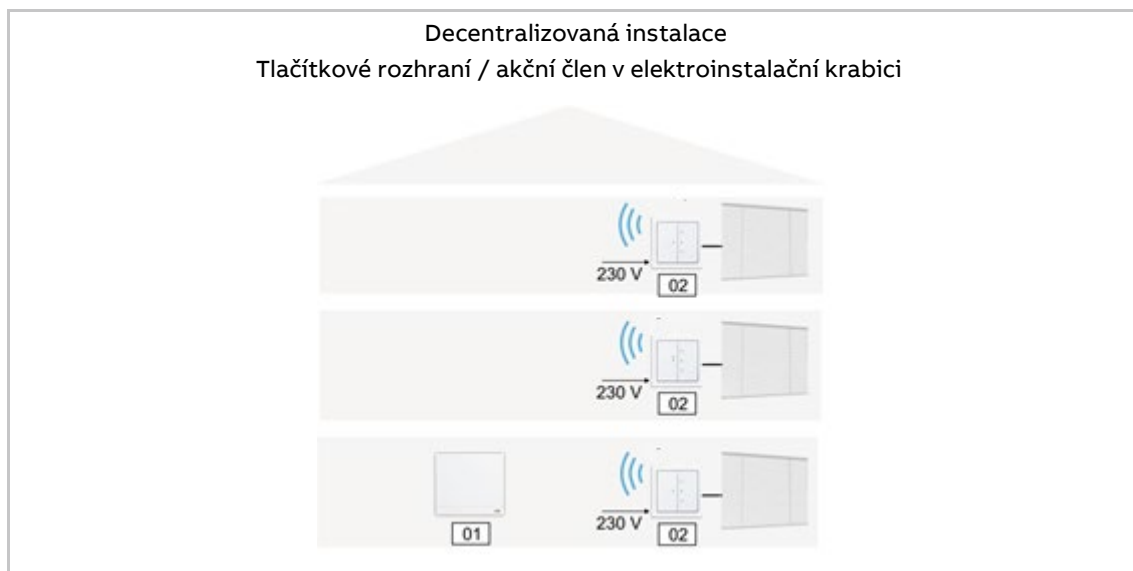 Decentralizovaná instalace
Tlačítkové rozhraní / akční člen v elektroinstalační krabici
230 V
02
230 V
02
230 V
01
02